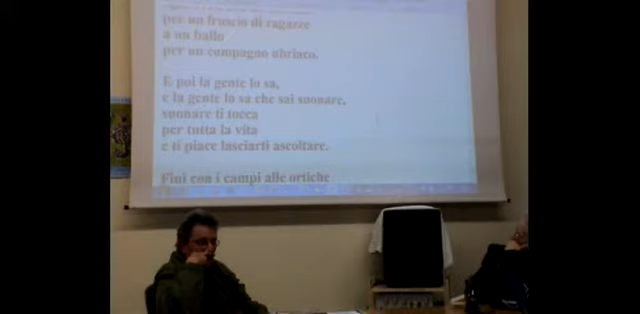 per un fruscio di ragazze
a un ballo
per un compagno ubriaco.
E poi la gente lo sa,
e la gente lo sa che sai suonare,
suonare ti tocca
per tutta la vita
e ti piace lasciarti ascoltare.
Finì con i campi alle ortiche